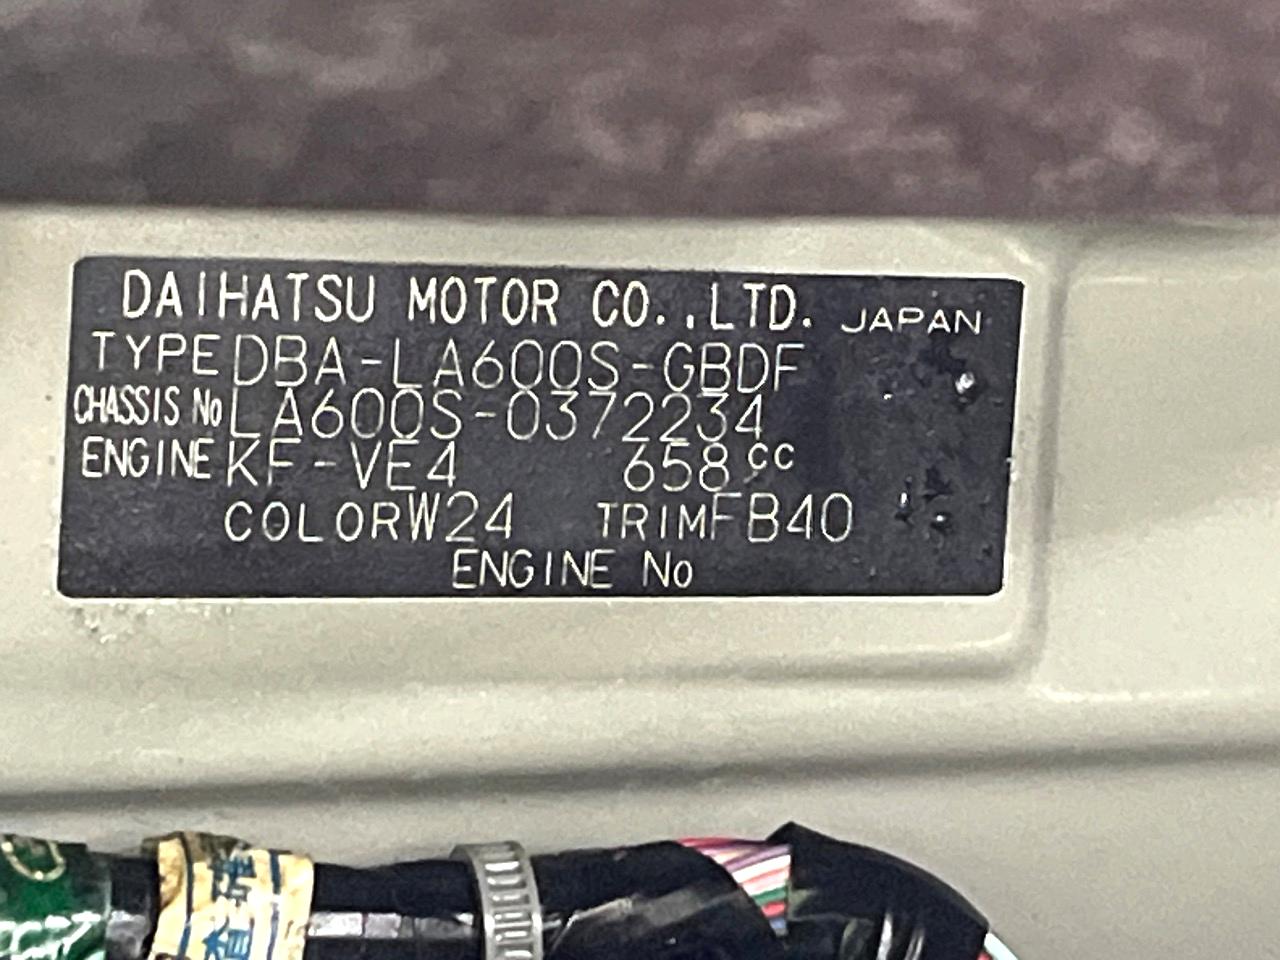 DAIHATSU MOTOR CO.,LTD. JAPAN
TYPE DBA-LA600S-GBDF
CHASSIS No LA600S-0372234
ENGINE KF-VE4 658cc
COLOR W24 TRIM FB40
ENGINE No